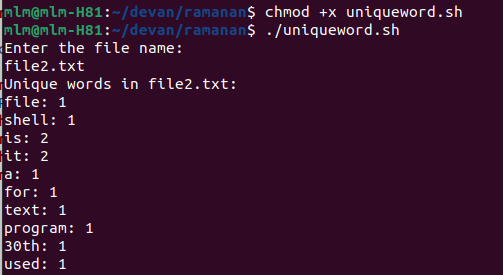 mlm@mlm-H81:~/devan/ramanan$ chmod +x uniqueword.sh
mlm@mlm-H81:~/devan/ramanan$ ./uniqueword.sh
Enter the file name:
file2.txt
Unique words in file2.txt:
file: 1
shell: 1
is: 2
it: 2
a: 1
for: 1
text: 1
program: 1
30th: 1
used: 1